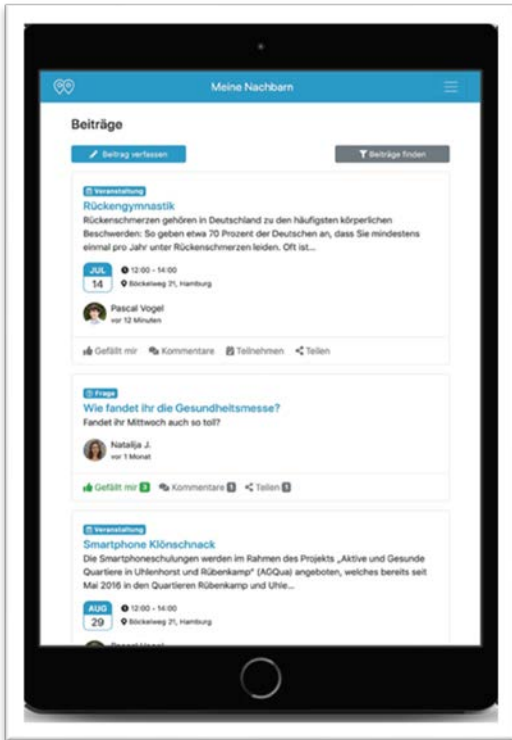 Meine Nachbarn
Beiträge
Beitrag verfassen
Beiträge finden
Veranstaltung
Rückengymnastik
Rückenschmerzen gehören in Deutschland zu den häufigsten körperlichen
Beschwerden: So geben etwa 70 Prozent der Deutschen an, dass Sie mindestens
einmal pro Jahr unter Rückenschmerzen leiden. Oft ist...
JUL
12:00 - 14:00
14
Böckelweg 21, Hamburg
Pascal Vogel
vor 12 Minuten
Gefällt mir Kommentare Teilnehmen Teilen
Frage
Wie fandet ihr die Gesundheitsmesse?
Fandet ihr Mittwoch auch so toll?
Natalija J.
vor 1 Monat
Gefällt mir 3 Kommentare 1 Teilen 1
Veranstaltung
Smartphone Klönschnack
Die Smartphoneschulungen werden im Rahmen des Projekts „Aktive und Gesunde
Quartiere in Uhlenhorst und Rübenkamp" (AGQua) angeboten, welches bereits seit
Mai 2016 in den Quartieren Rübenkamp und Uhle...
AUG
12:00 - 14:00
29
Böckelweg 21, Hamburg